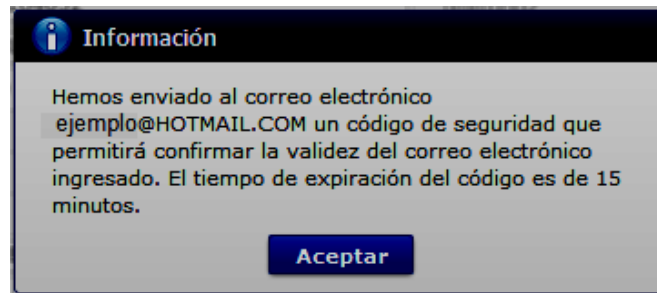 Información
Hemos enviado al correo electrónico
ejemplo@HOTMAIL.COM un código de seguridad que
permitirá confirmar la validez del correo electrónico
ingresado. El tiempo de expiración del código es de 15
minutos.
Aceptar